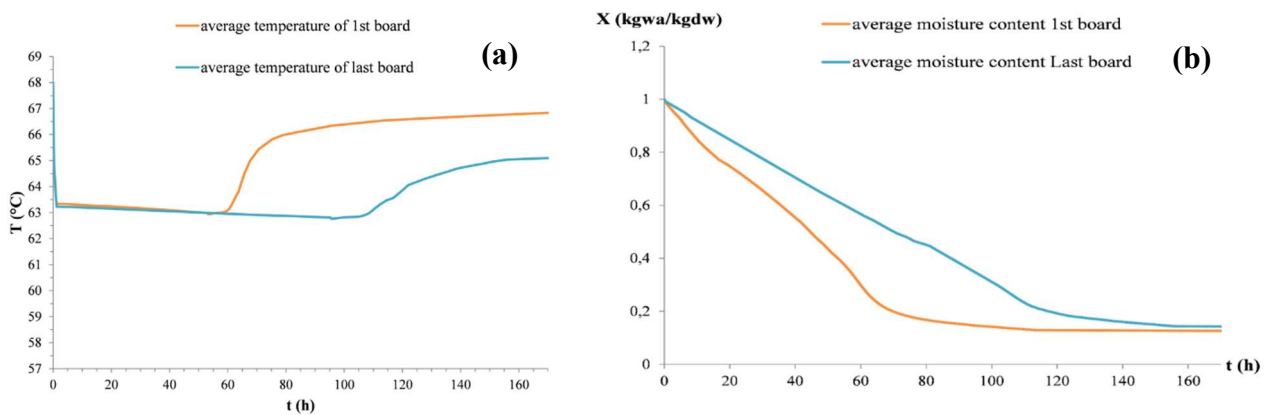 average temperature of 1st board
average temperature of last board
(a)
69
68
67
66
65
64
63
62
61
60
59
58
57
T (°C)
0 20 40 60 80 100 120 140 160
t (h)
X (kgwa/kgdw)
average moisture content 1st board
average moisture content Last board
(b)
1,2
1
0,8
0,6
0,4
0,2
0
0 20 40 60 80 100 120 140 160
t (h)